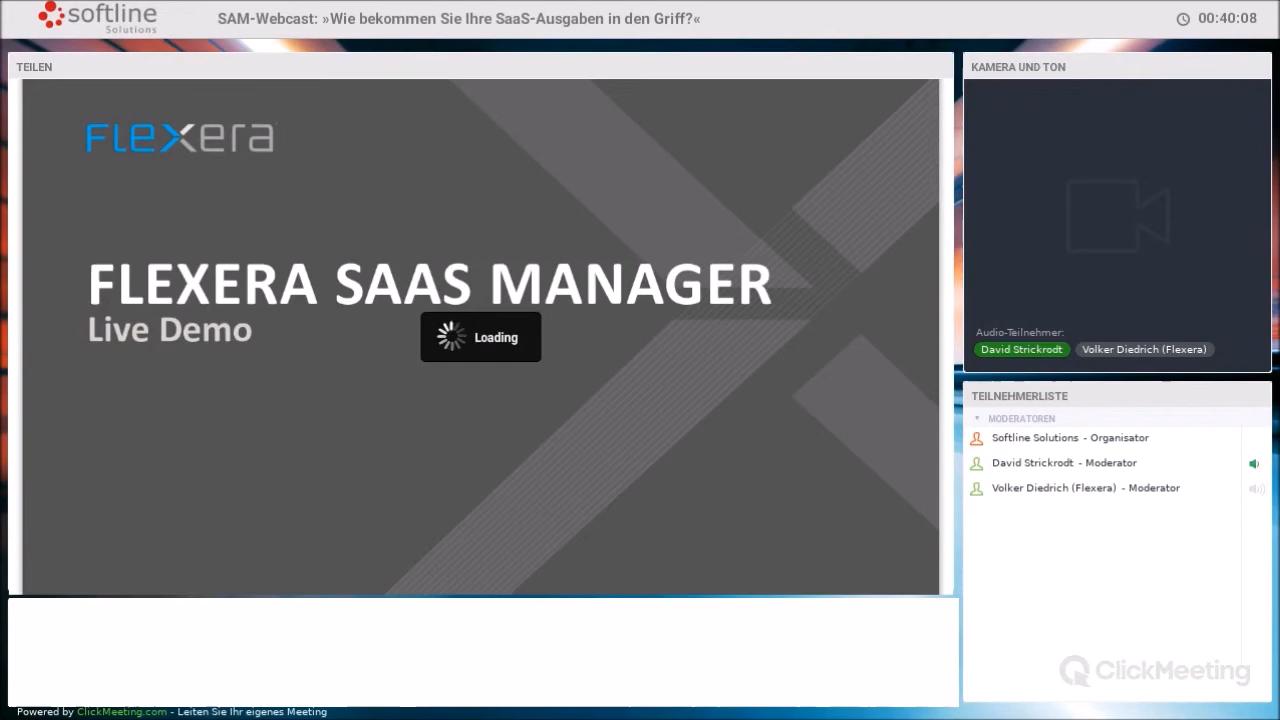 softline
Solutions
SAM-Webcast: »Wie bekommen Sie Ihre SaaS-Ausgaben in den Griff?«
00:40:08
TEILEN
FLEXERA
FLEXERA SAAS MANAGER
Live Demo
Loading
KAMERA UND TON
Audio-Teilnehmer:
David Strickrodt
Volker Diedrich (Flexera)
TEILNEHMERLISTE
MODERATOREN
Softline Solutions - Organisator
David Strickrodt - Moderator
Volker Diedrich (Flexera) - Moderator
ClickMeeting
Powered by ClickMeeting.com - Leiten Sie Ihr eigenes Meeting